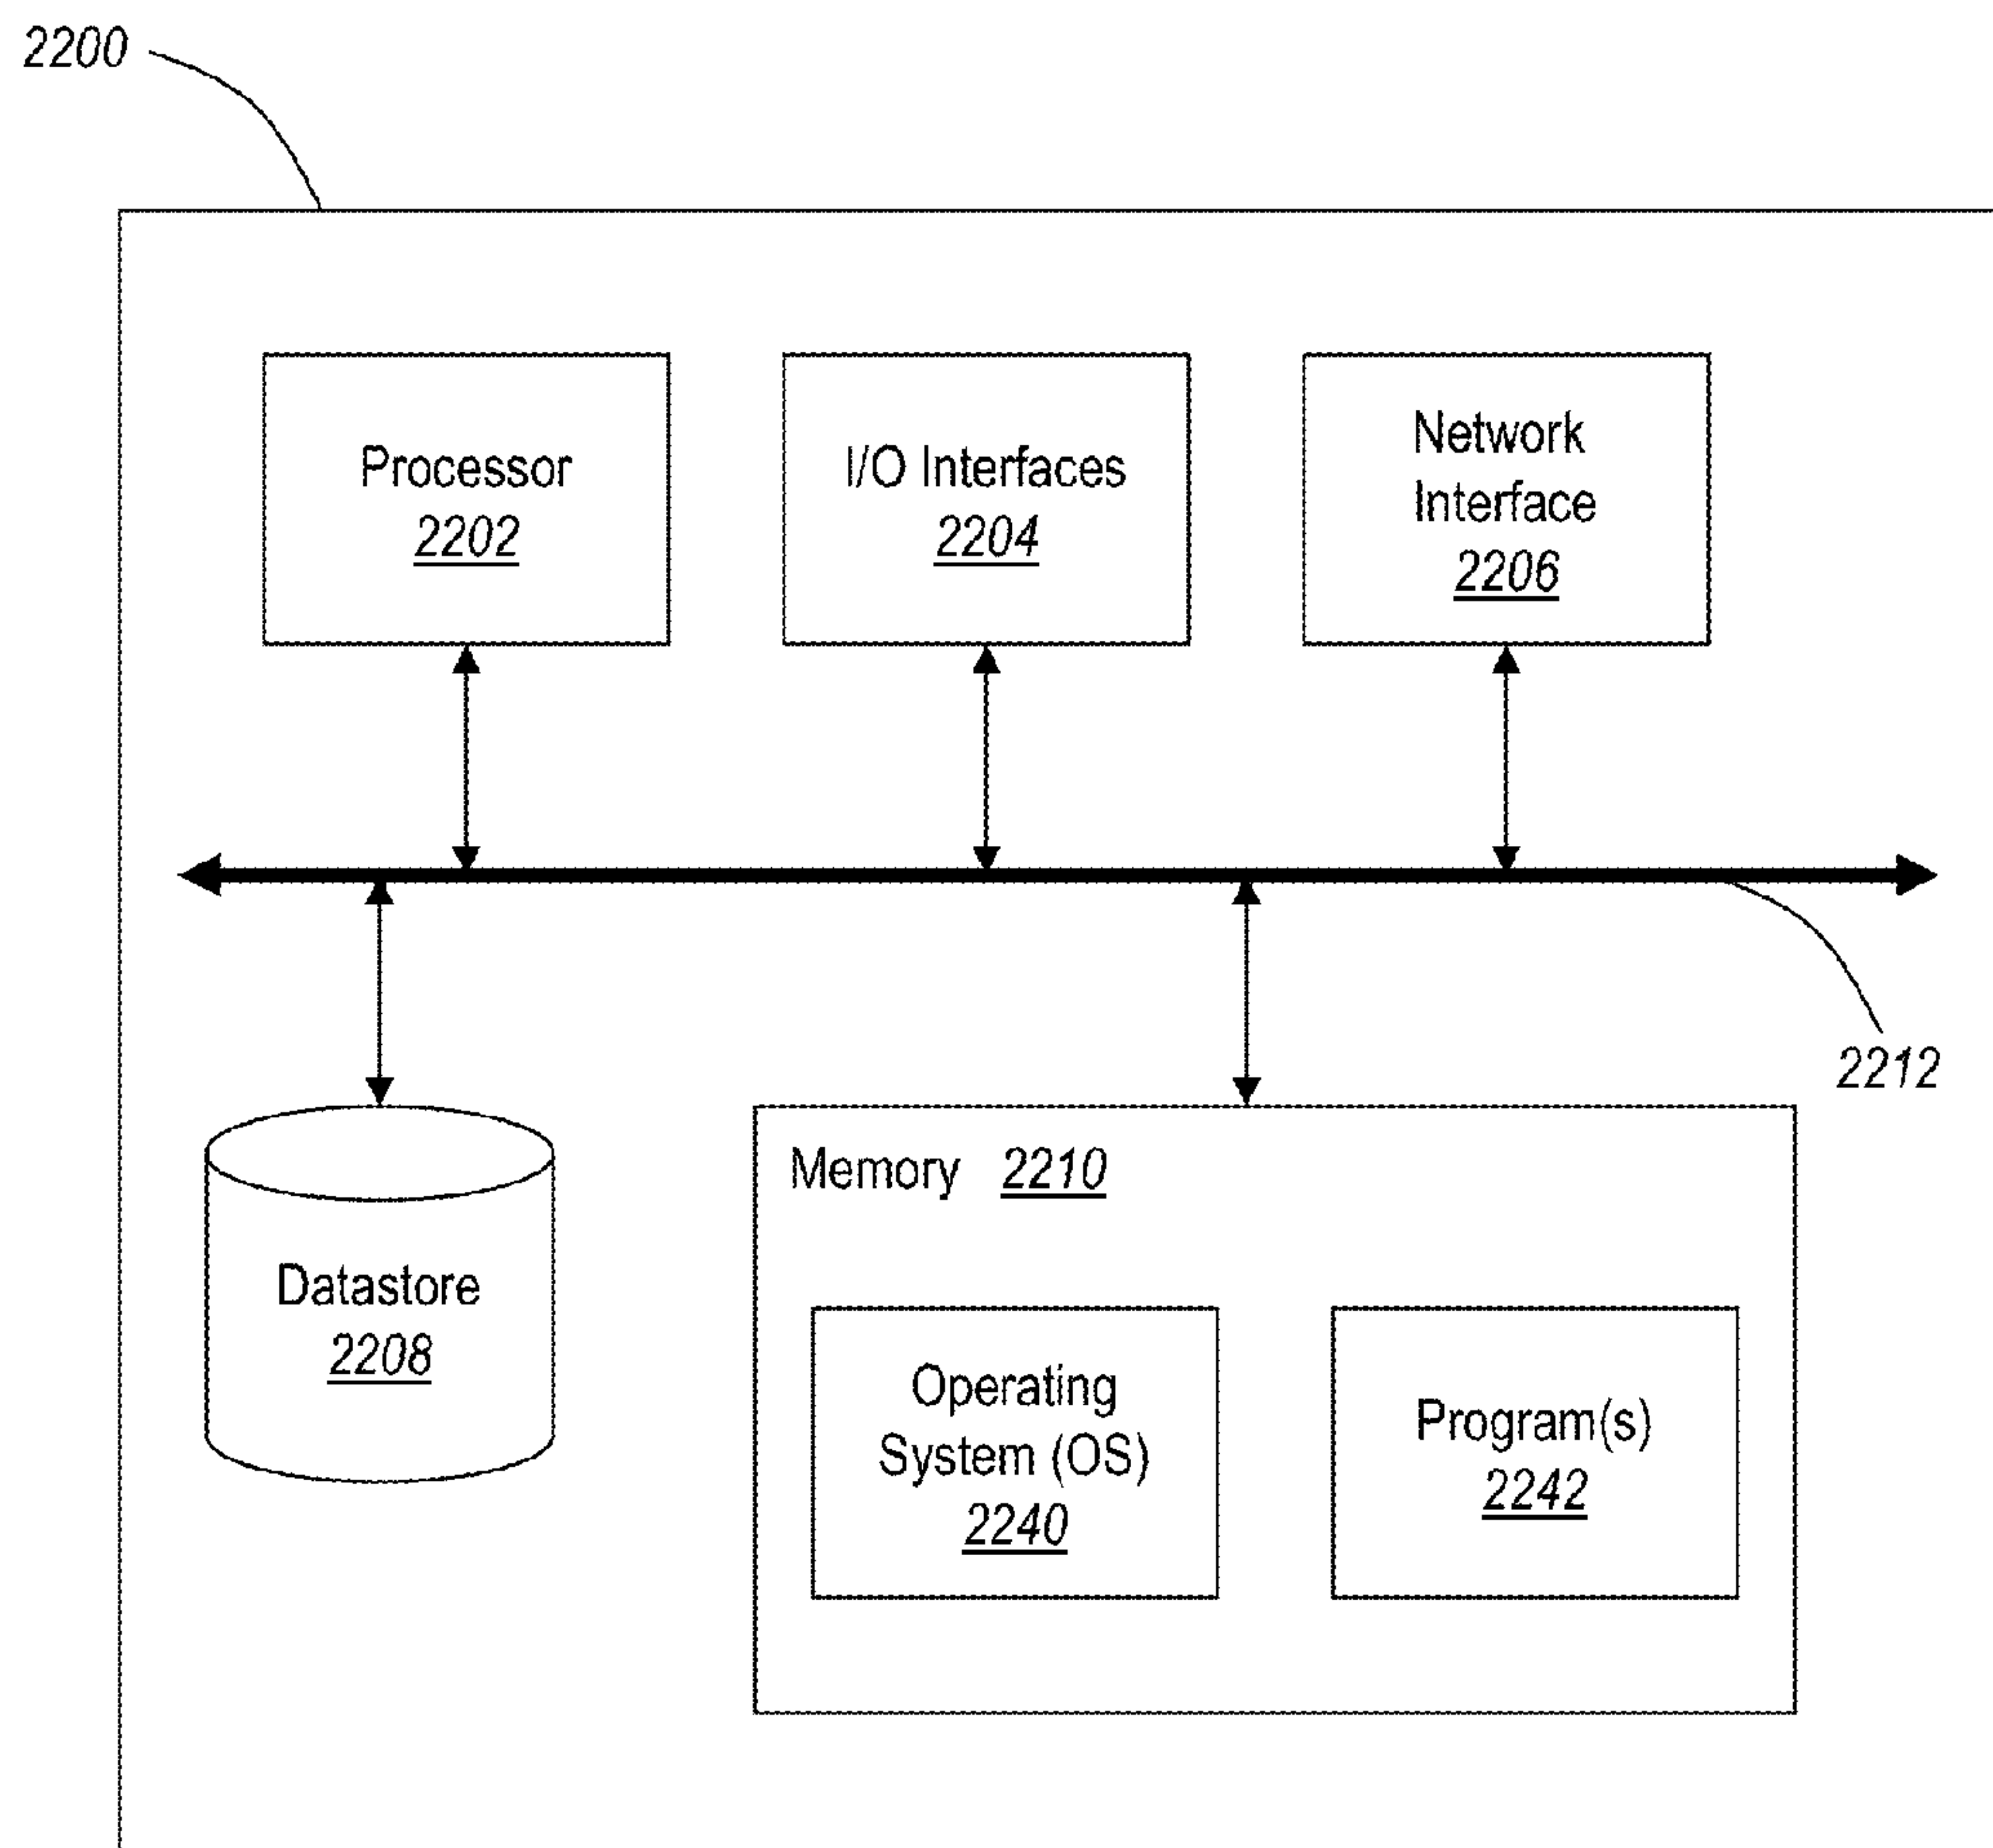 2200
Processor
2202
I/O Interfaces
2204
Network
Interface
2206
2212
Datastore
2208
Memory 2210
Operating
System (OS)
2240
Program(s)
2242